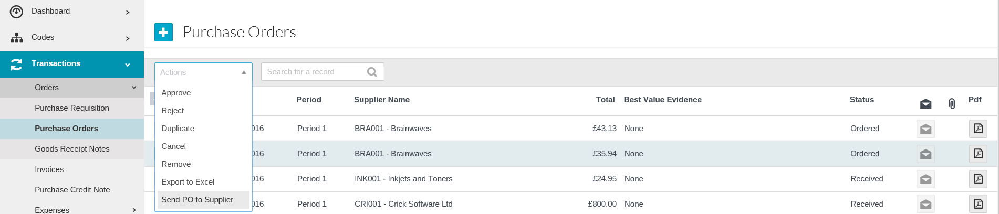 Dashboard
Codes
Transactions
Orders
Purchase Requisition
Purchase Orders
Goods Receipt Notes
Invoices
Purchase Credit Note
Expenses
Purchase Orders
Actions
Search for a record
Approve
Reject
Duplicate
Cancel
Remove
Export to Excel
Send PO to Supplier
Period Supplier Name Total Best Value Evidence Status Pdf
016 Period 1 BRA001 - Brainwaves £43.13 None Ordered
016 Period 1 BRA001 - Brainwaves £35.94 None Ordered
016 Period 1 INK001 - Inkjets and Toners £24.95 None Received
016 Period 1 CRI001 - Crick Software Ltd £800.00 None Received